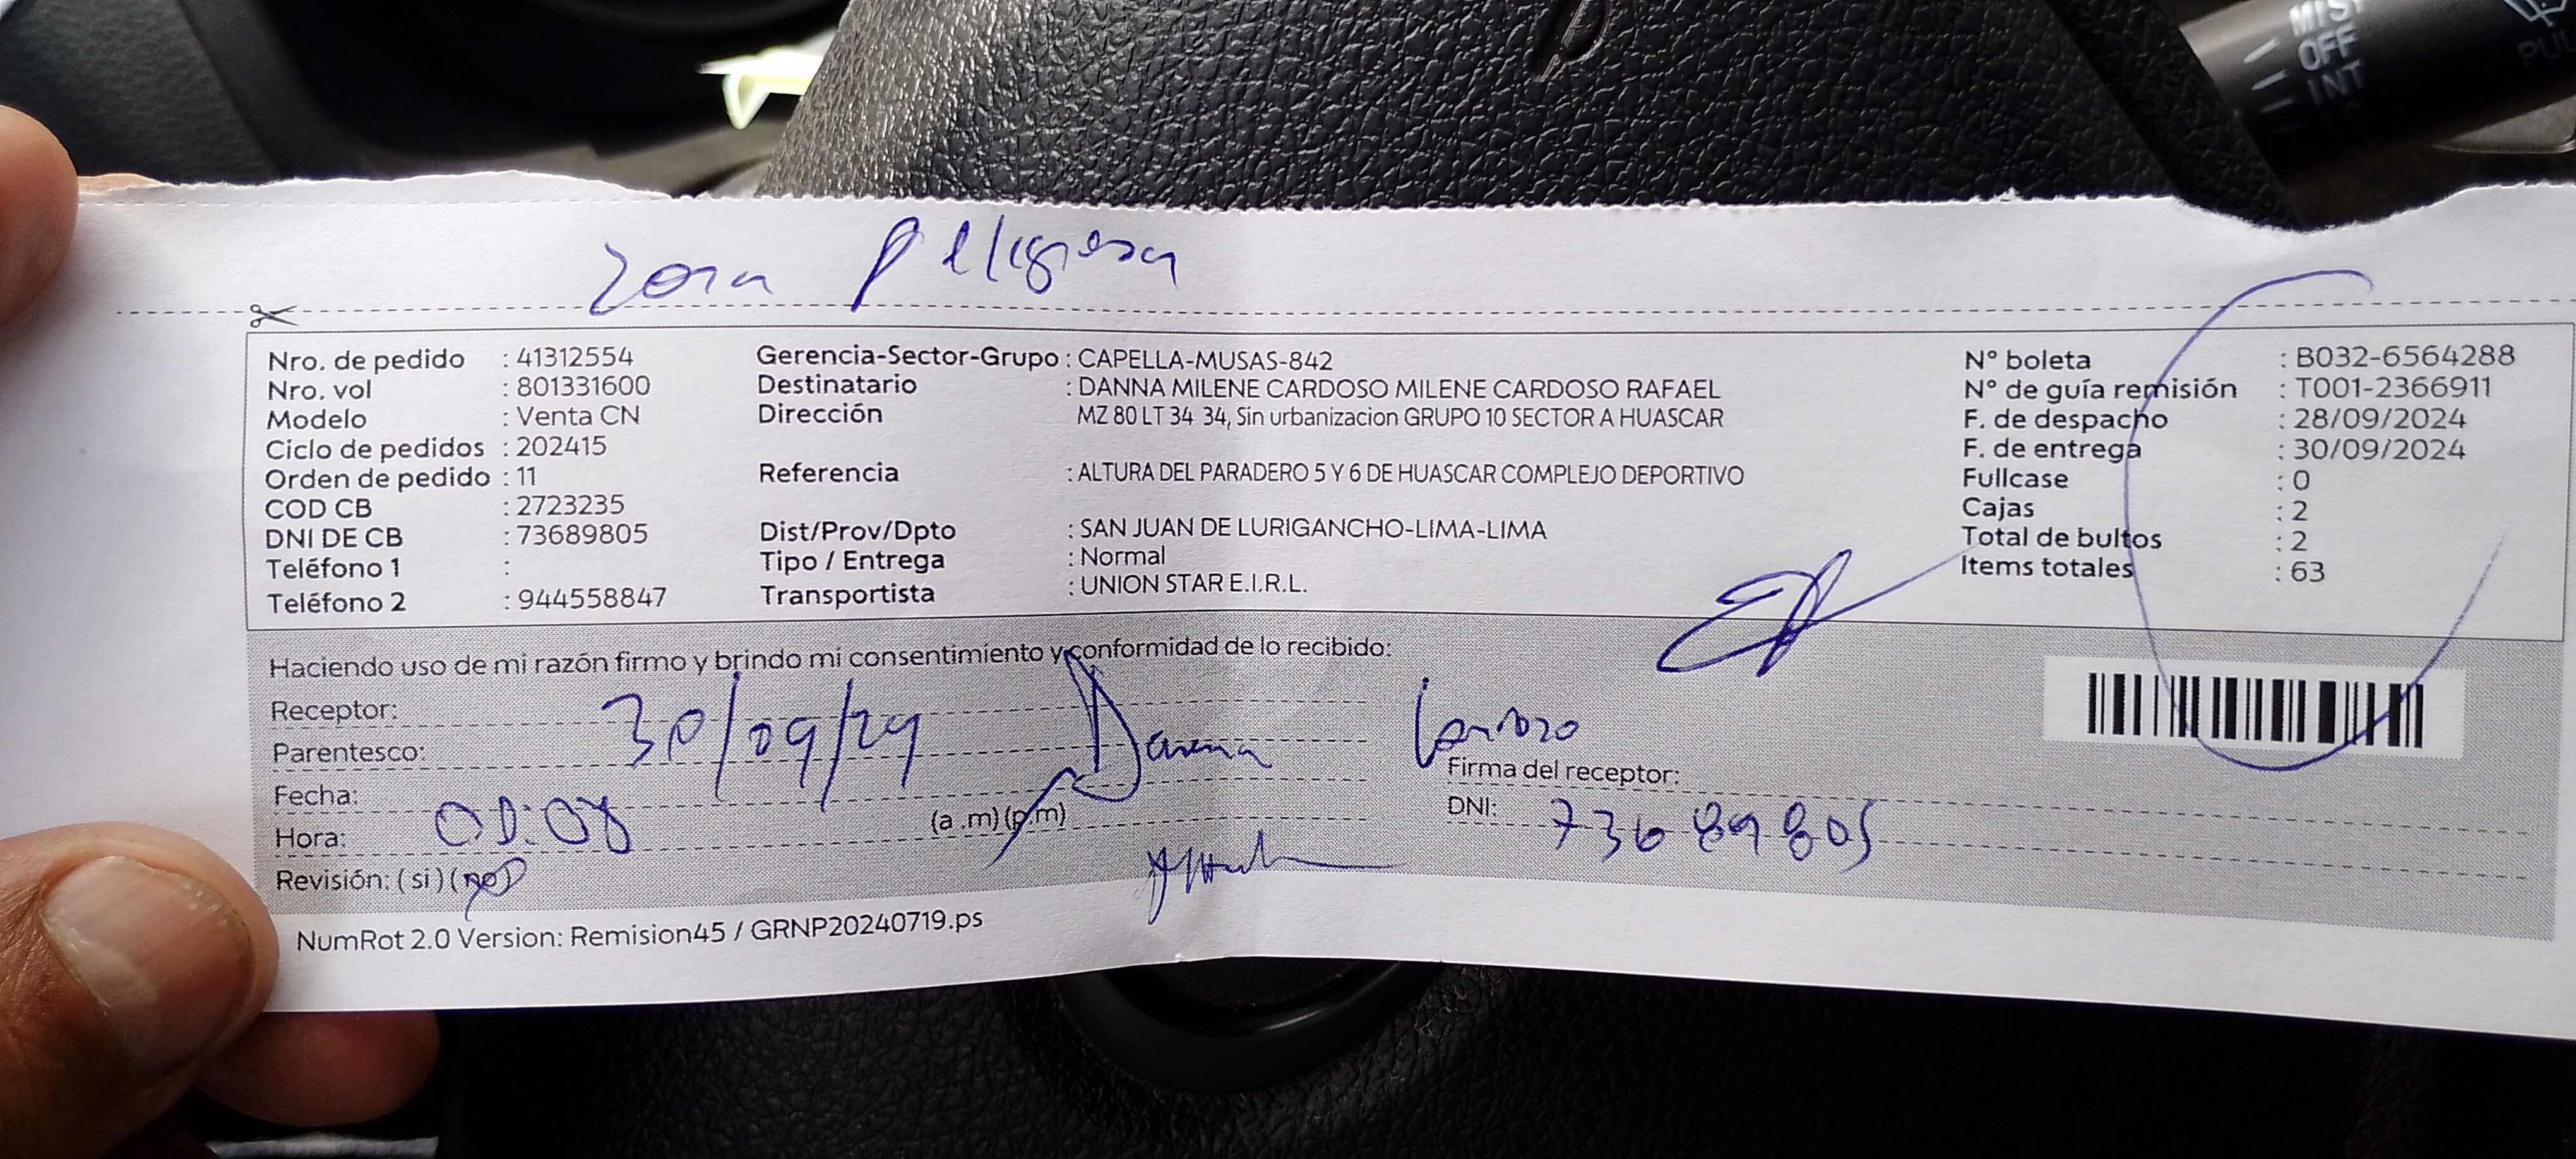 MIST
OFF
INT
PUL
Zona Peligrosa
Nro. de pedido : 41312554
Nro. vol : 801331600
Modelo : Venta CN
Ciclo de pedidos : 202415
Orden de pedido : 11
COD CB : 2723235
DNI DE CB : 73689805
Teléfono 1 :
Teléfono 2 : 944558847
Gerencia-Sector-Grupo : CAPELLA-MUSAS-842
Destinatario : DANNA MILENE CARDOSO MILENE CARDOSO RAFAEL
Dirección MZ 80 LT 34 34, Sin urbanizacion GRUPO 10 SECTOR A HUASCAR
Referencia : ALTURA DEL PARADERO 5 Y 6 DE HUASCAR COMPLEJO DEPORTIVO
Dist/Prov/Dpto : SAN JUAN DE LURIGANCHO-LIMA-LIMA
Tipo / Entrega : Normal
Transportista : UNION STAR E.I.R.L.
N° boleta : B032-6564288
N° de guía remisión : T001-2366911
F. de despacho : 28/09/2024
F. de entrega : 30/09/2024
Fullcase : 0
Cajas : 2
Total de bultos : 2
Items totales : 63
Haciendo uso de mi razón firmo y brindo mi consentimiento y conformidad de lo recibido:
Receptor:
Parentesco: 30/09/24 Danna
Fecha:
Hora: (a .m) (p.m)
Revisión: ( si ) (no)
Firma del receptor:
DNI: 73689805
NumRot 2.0 Version: Remision45 / GRNP20240719.ps